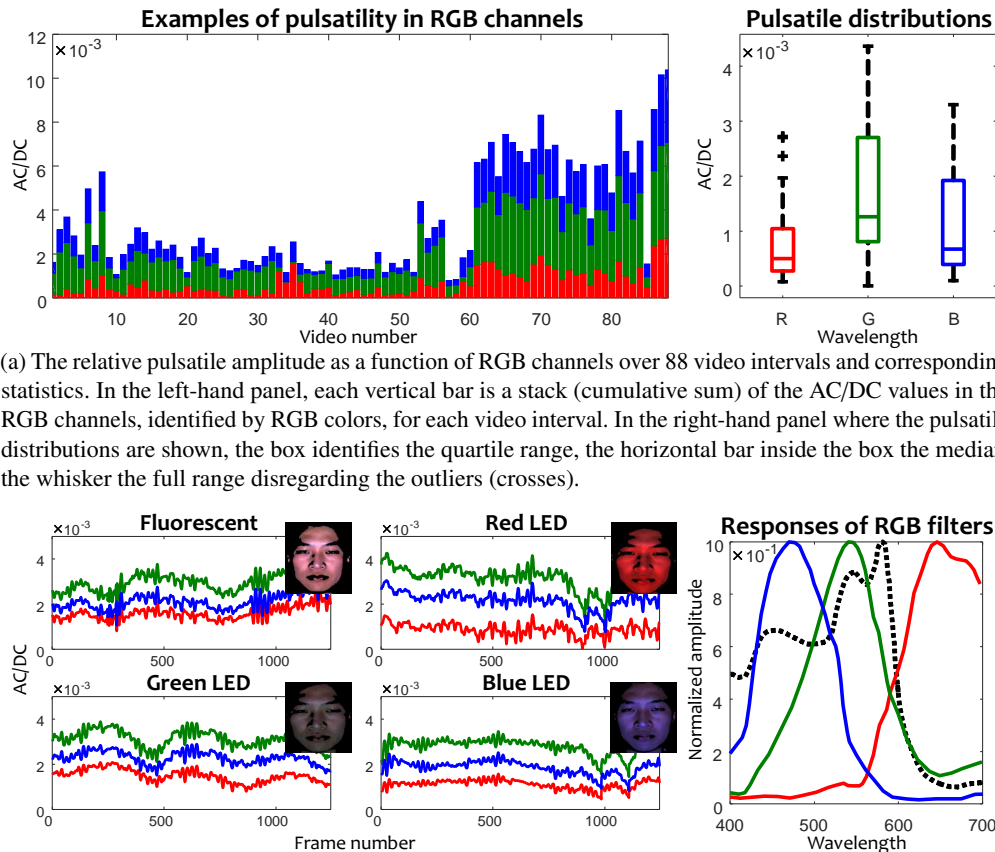 Examples of pulsatility in RGB channels
Pulsatile distributions
12
× 10-3
10
8
6
4
2
0
AC/DC
10 20 30 40 50 60 70 80
Video number
× 10-3
4
3
2
1
0
AC/DC
R G B
Wavelength
(a) The relative pulsatile amplitude as a function of RGB channels over 88 video intervals and
statistics. In the left-hand panel, each vertical bar is a stack (cumulative sum) of the AC/DC values in
RGB channels, identified by RGB colors, for each video interval. In the right-hand panel where the
distributions are shown, the box identifies the quartile range, the horizontal bar inside the box the
the whisker the full range disregarding the outliers (crosses).
Fluorescent
×10-3
4
2
0
0 500 1000
Red LED
×10-3
4
2
0
0 500 1000
AC/DC
Green LED
×10-3
4
2
0
0 500 1000
Blue LED
×10-3
4
2
0
0 500 1000
Frame number
Responses of RGB filters
10
× 10-1
8
6
4
2
0
Normalized amplitude
400 500 600 700
Wavelength